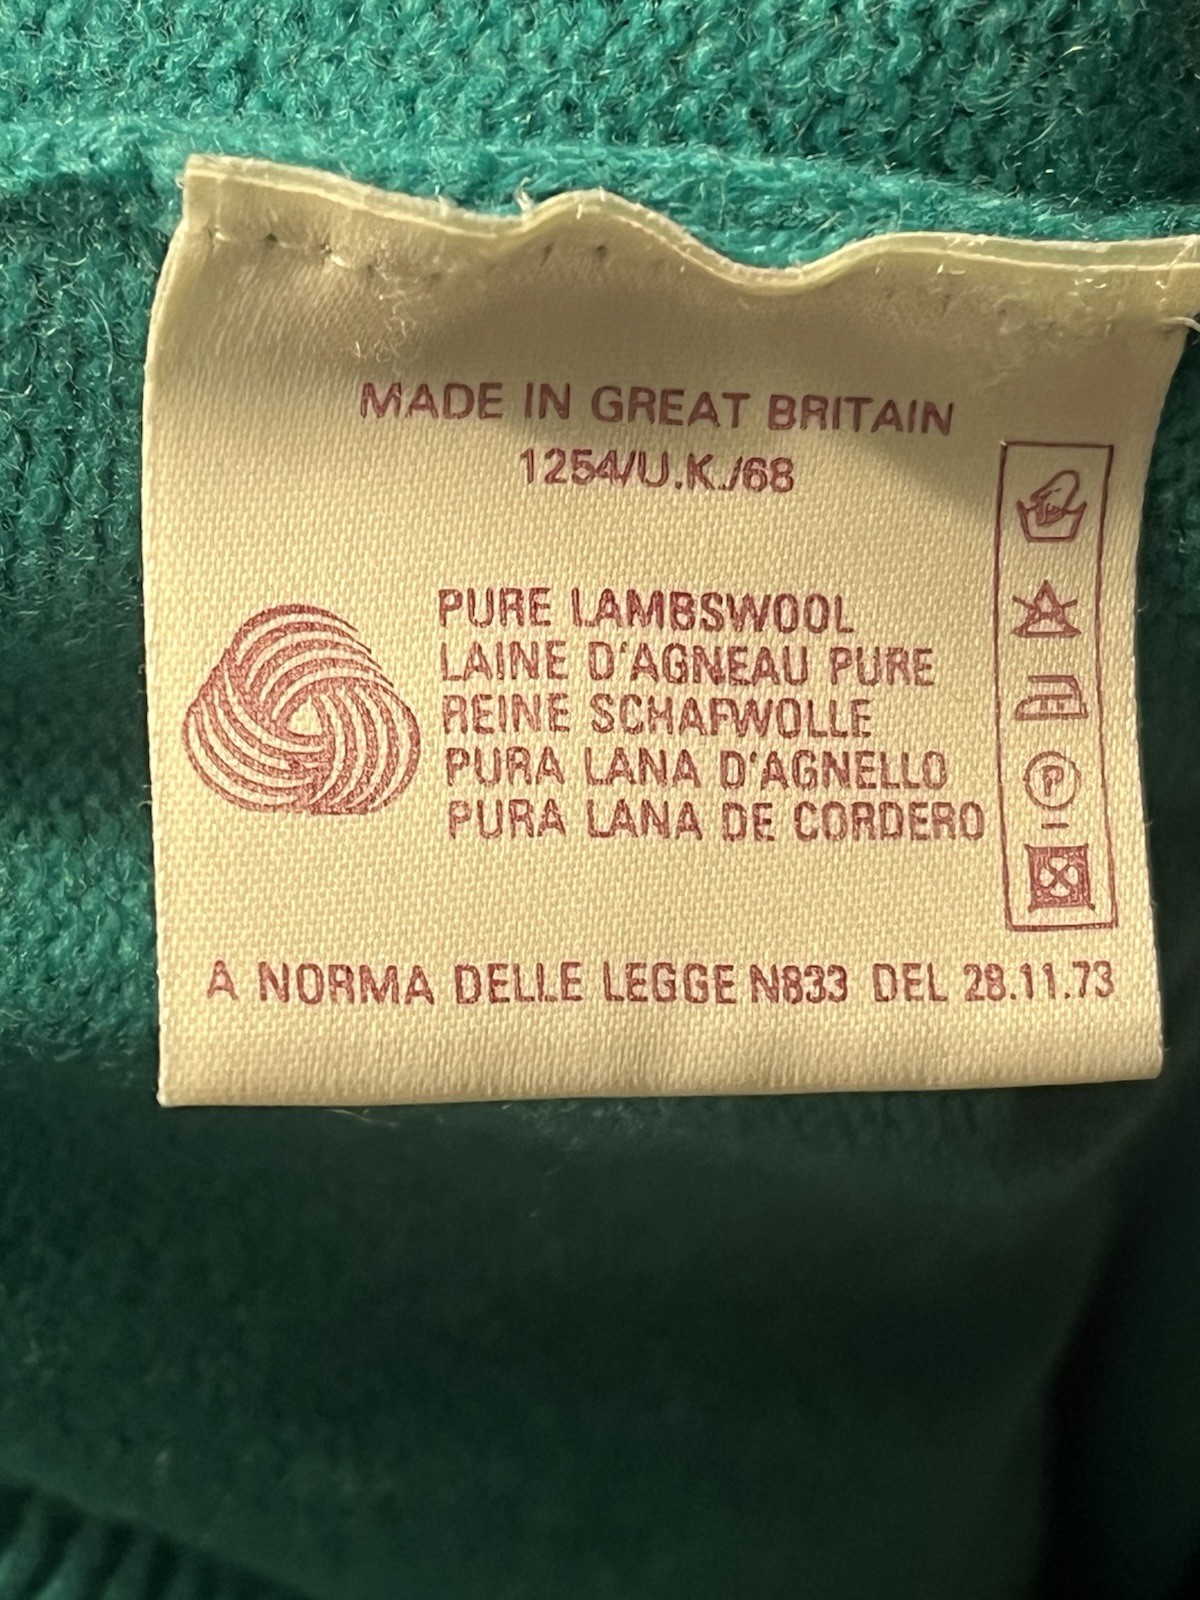 MADE IN GREAT BRITAIN
1254/U.K./68
PURE LAMBSWOOL
LAINE D'AGNEAU PURE
REINE SCHAFWOLLE
PURA LANA D'AGNELLO
PURA LANA DE CORDERO
P
A NORMA DELLE LEGGE N833 DEL 28.11.73